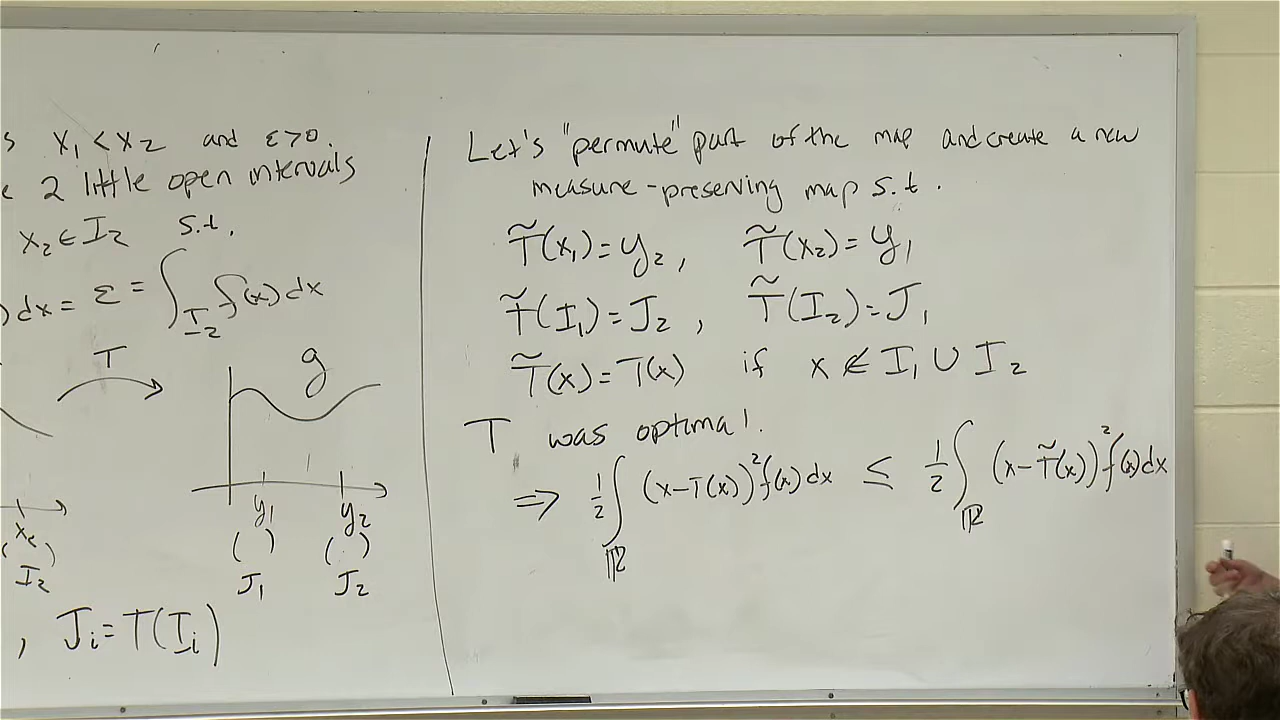 s x₁ < x₂ and ε>0.
e 2 little open intervals
x₂ ∈ I₂ s.t.
) dx = ε = ∫_{I₂} f(x) dx
T
g
y₁ y₂
( ) ( )
J₁ J₂
x₂
( )
I₂
, Jᵢ = T(Iᵢ)
Let's "permute" part of the map and create a new
measure-preserving map s.t.
T̃(x₁) = y₂, T̃(x₂) = y₁
T̃(I₁) = J₂, T̃(I₂) = J₁
T̃(x) = T(x) if x ∉ I₁ ∪ I₂
T was optimal.
⇒ ½ ∫_ℝ (x-T(x))² f(x) dx ≤ ½ ∫_ℝ (x-T̃(x))² f(x) dx